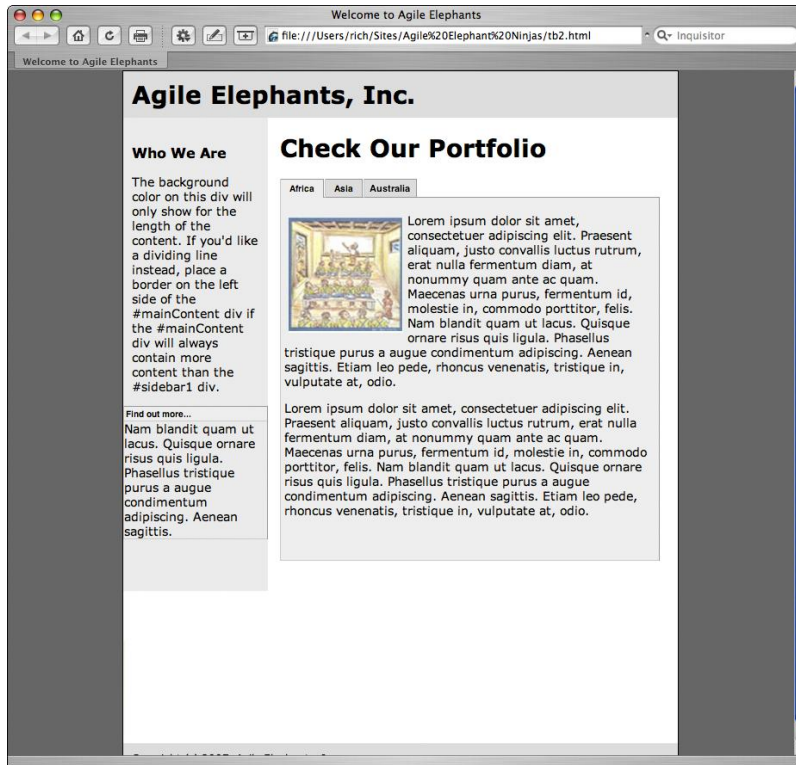 Welcome to Agile Elephants
file:///Users/rich/Sites/Agile%20Elephant%20Ninjas/tb2.html
Inquisitor
Welcome to Agile Elephants
Agile Elephants, Inc.
Who We Are
The background
color on this div will
only show for the
length of the
content. If you'd like
a dividing line
instead, place a
border on the left
side of the
#mainContent div if
the #mainContent
div will always
contain more
content than the
#sidebar1 div.
Find out more...
Nam blandit quam ut
lacus. Quisque ornare
risus quis ligula.
Phasellus tristique
purus a augue
condimentum
adipiscing. Aenean
sagittis.
Check Our Portfolio
Africa Asia Australia
Lorem ipsum dolor sit amet,
consectetuer adipiscing elit. Praesent
aliquam, justo convallis luctus rutrum,
erat nulla fermentum diam, at
nonummy quam ante ac quam.
Maecenas urna purus, fermentum id,
molestie in, commodo porttitor, felis.
Nam blandit quam ut lacus. Quisque
ornare risus quis ligula. Phasellus
tristique purus a augue condimentum adipiscing. Aenean
sagittis. Etiam leo pede, rhoncus venenatis, tristique in,
vulputate at, odio.
Lorem ipsum dolor sit amet, consectetuer adipiscing elit.
Praesent aliquam, justo convallis luctus rutrum, erat nulla
fermentum diam, at nonummy quam ante ac quam.
Maecenas urna purus, fermentum id, molestie in, commodo
porttitor, felis. Nam blandit quam ut lacus. Quisque ornare
risus quis ligula. Phasellus tristique purus a augue
condimentum adipiscing. Aenean sagittis. Etiam leo pede,
rhoncus venenatis, tristique in, vulputate at, odio.